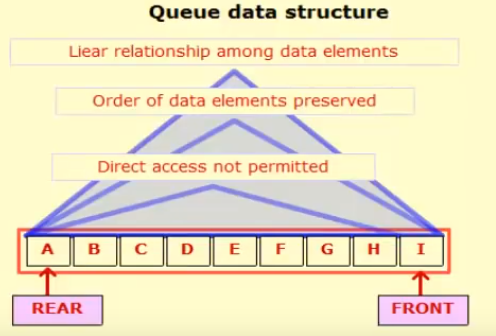 Queue data structure
Liear relationship among data elements
Order of data elements preserved
Direct access not permitted
A B C D E F G H I
REAR FRONT